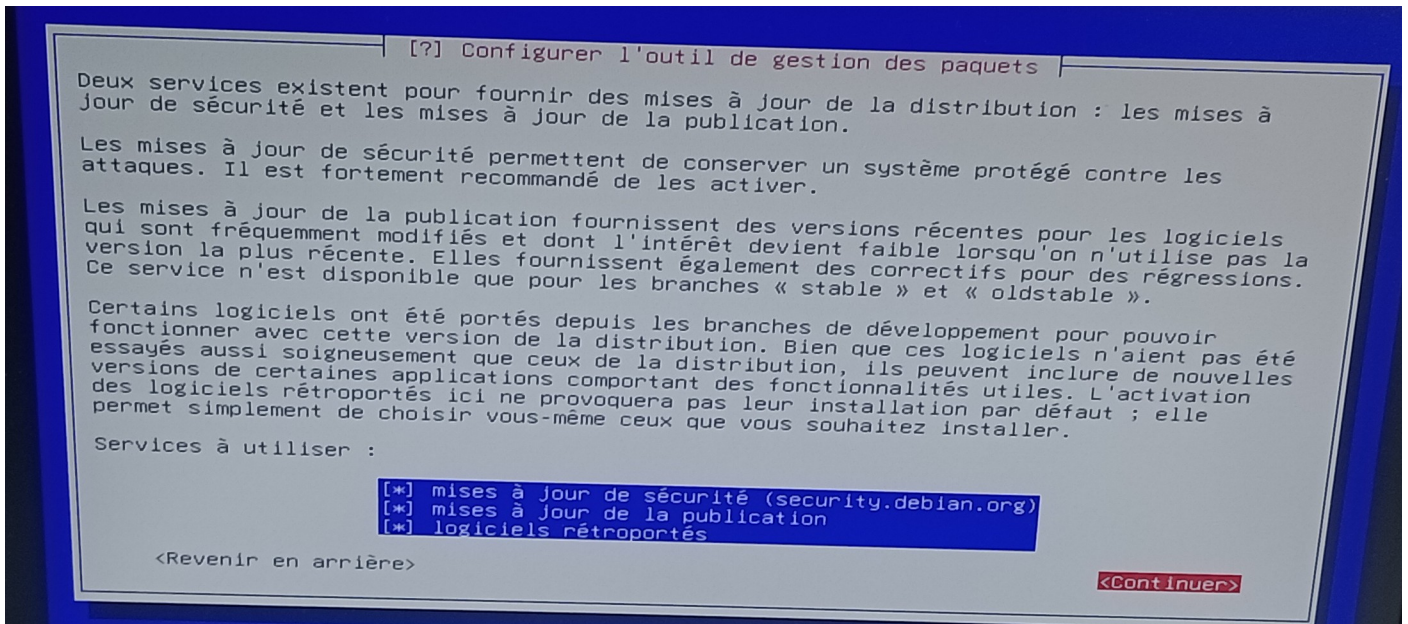 [?] Configurer l'outil de gestion des paquets
Deux services existent pour fournir des mises à jour de la distribution : les mises à
jour de sécurité et les mises à jour de la publication.
Les mises à jour de sécurité permettent de conserver un système protégé contre les
attaques. Il est fortement recommandé de les activer.
Les mises à jour de la publication fournissent des versions récentes pour les logiciels
qui sont fréquemment modifiés et dont l'intérêt devient faible lorsqu'on n'utilise pas la
version la plus récente. Elles fournissent également des correctifs pour des régressions.
Ce service n'est disponible que pour les branches « stable » et « oldstable ».
Certains logiciels ont été portés depuis les branches de développement pour pouvoir
fonctionner avec cette version de la distribution. Bien que ces logiciels n'aient pas été
essayés aussi soigneusement que ceux de la distribution, ils peuvent inclure de nouvelles
versions de certaines applications comportant des fonctionnalités utiles. L'activation
des logiciels rétroportés ici ne provoquera pas leur installation par défaut ; elle
permet simplement de choisir vous-même ceux que vous souhaitez installer.
Services à utiliser :
[*] mises à jour de sécurité (security.debian.org)
[*] mises à jour de la publication
[*] logiciels rétroportés
<Revenir en arrière>
<Continuer>